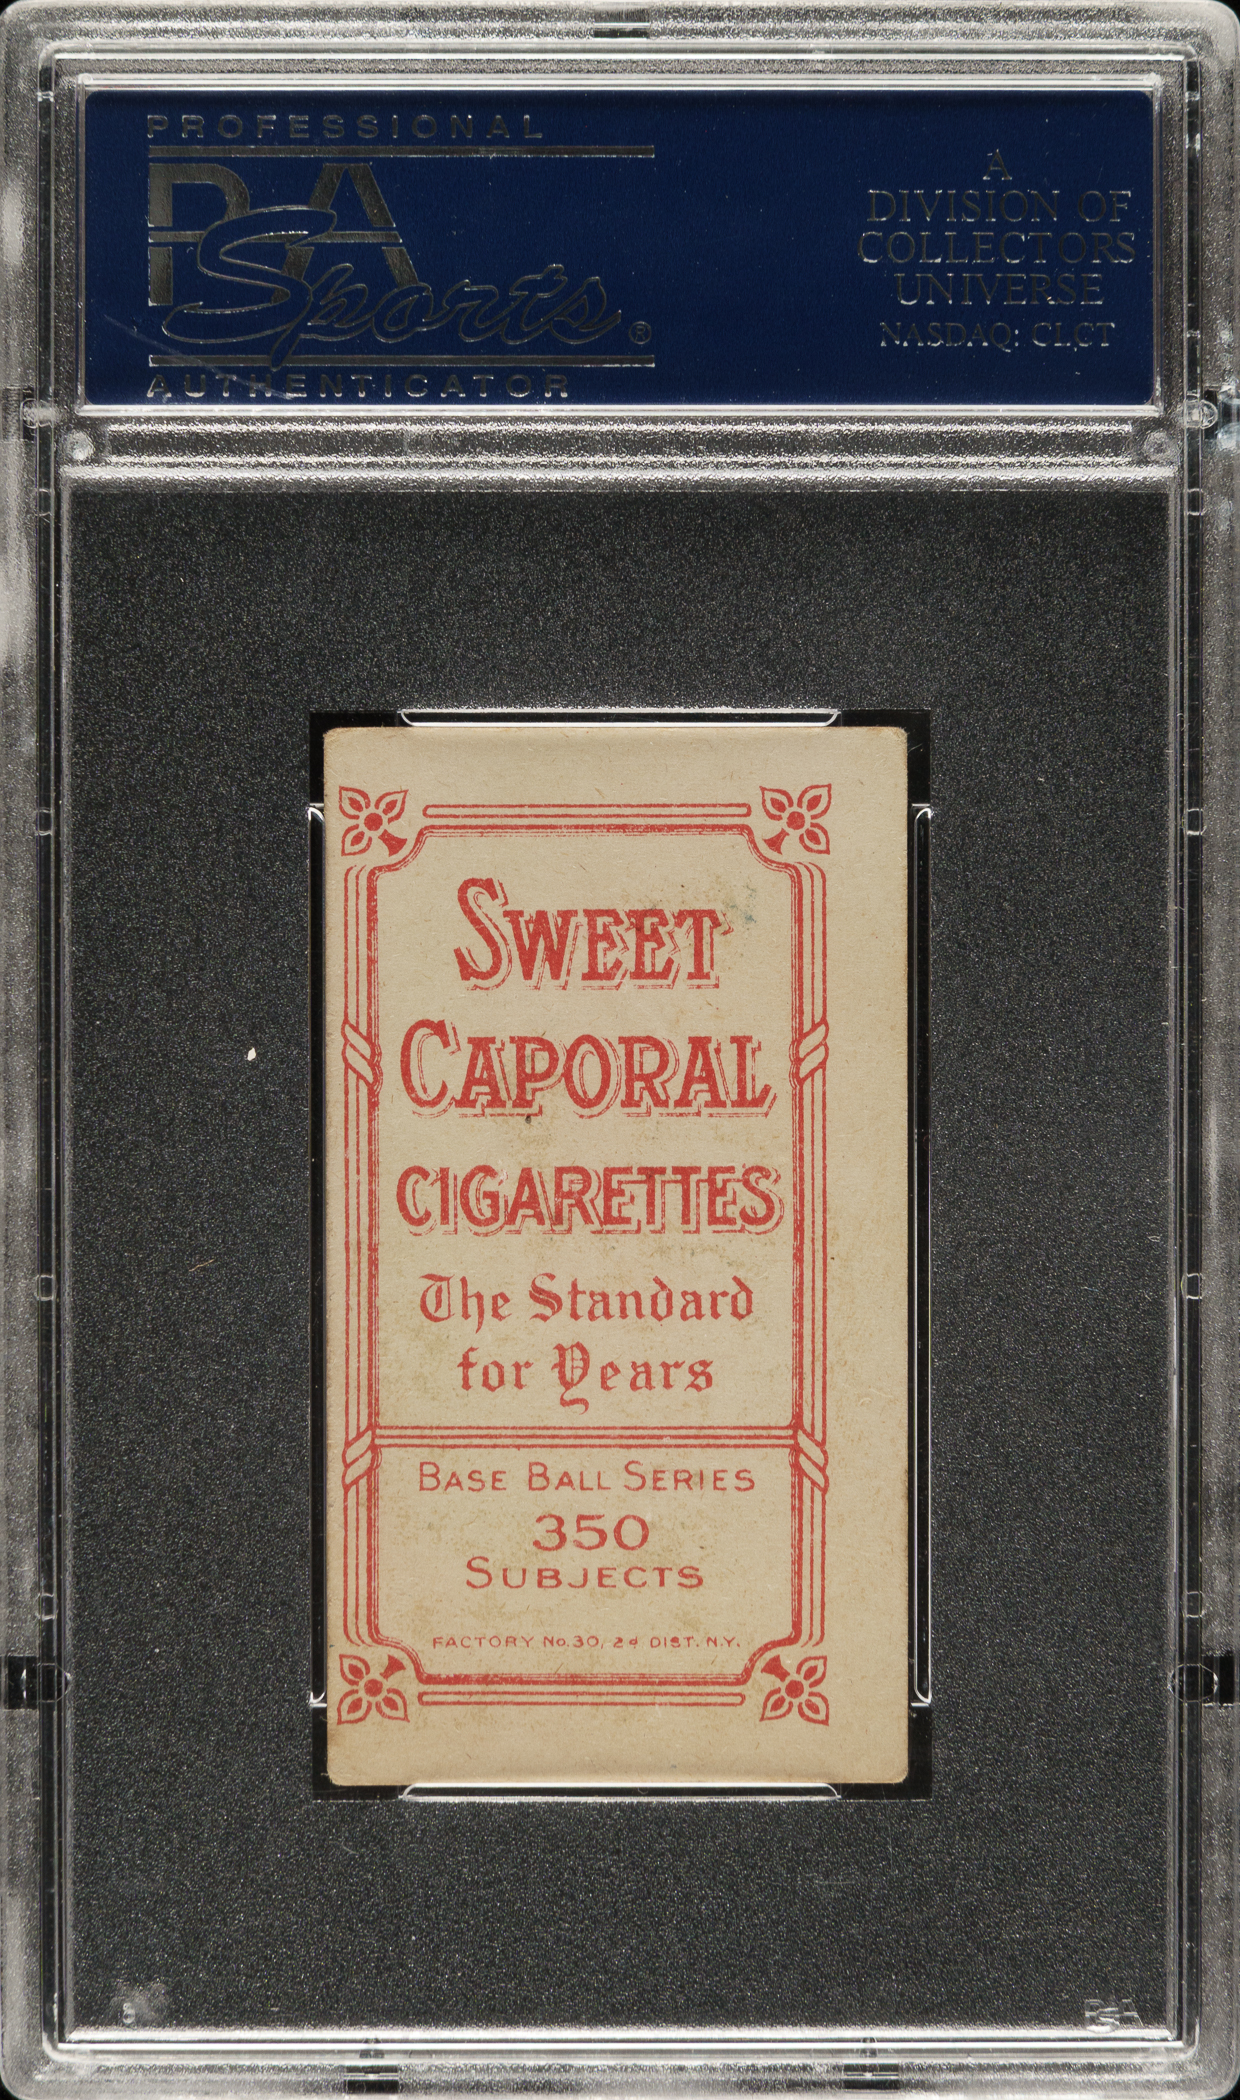 PROFESSIONAL
PSA
Sports®
AUTHENTICATOR
A
DIVISION OF
COLLECTORS
UNIVERSE
NASDAQ: CLCT
SWEET
CAPORAL
CIGARETTES
The Standard
for Years
BASE BALL SERIES
350
SUBJECTS
FACTORY No. 30, 2d DIST. N.Y.
PSA